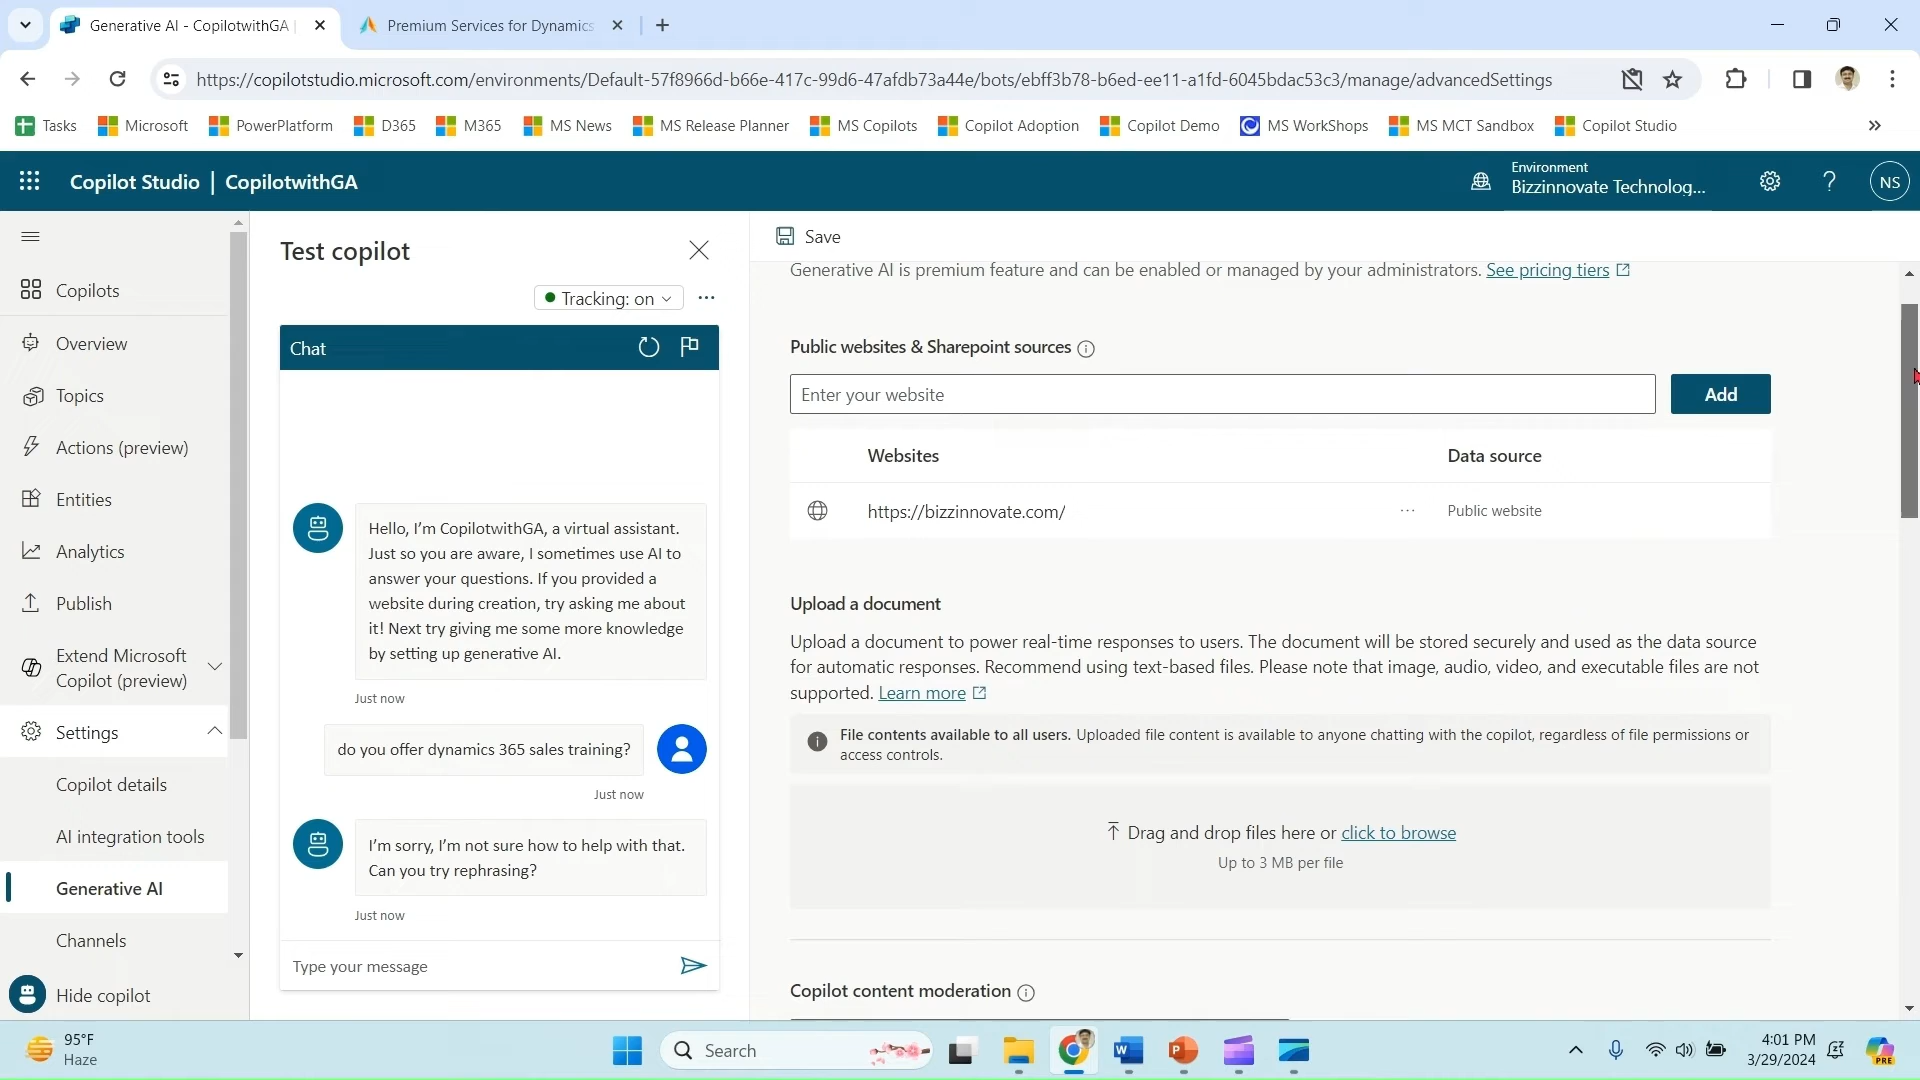 Generative AI - CopilotwithGA |
Premium Services for Dynamics
https://copilotstudio.microsoft.com/environments/Default-57f8966d-b66e-417c-99d6-47afdb73a44e/bots/ebff3b78-b6ed-ee11-a1fd-6045bdac53c3/manage/advancedSettings
Tasks
Microsoft
PowerPlatform
D365
M365
MS News
MS Release Planner
MS Copilots
Copilot Adoption
Copilot Demo
MS WorkShops
MS MCT Sandbox
Copilot Studio
Copilot Studio | CopilotwithGA
Environment
Bizzinnovate Technolog...
NS
Copilots
Overview
Topics
Actions (preview)
Entities
Analytics
Publish
Extend Microsoft
Copilot (preview)
Settings
Copilot details
AI integration tools
Generative AI
Channels
Hide copilot
Test copilot
Tracking: on
Chat
Hello, I'm CopilotwithGA, a virtual assistant.
Just so you are aware, I sometimes use AI to
answer your questions. If you provided a
website during creation, try asking me about
it! Next try giving me some more knowledge
by setting up generative AI.
Just now
do you offer dynamics 365 sales training?
Just now
I'm sorry, I'm not sure how to help with that.
Can you try rephrasing?
Just now
Type your message
Save
Generative AI is premium feature and can be enabled or managed by your administrators. See pricing tiers
Public websites & Sharepoint sources
Enter your website
Add
Websites
Data source
https://bizzinnovate.com/
Public website
Upload a document
Upload a document to power real-time responses to users. The document will be stored securely and used as the data source
for automatic responses. Recommend using text-based files. Please note that image, audio, video, and executable files are not
supported. Learn more
File contents available to all users. Uploaded file content is available to anyone chatting with the copilot, regardless of file permissions or
access controls.
Drag and drop files here or click to browse
Up to 3 MB per file
Copilot content moderation
95°F
Haze
Search
4:01 PM
3/29/2024
PRE